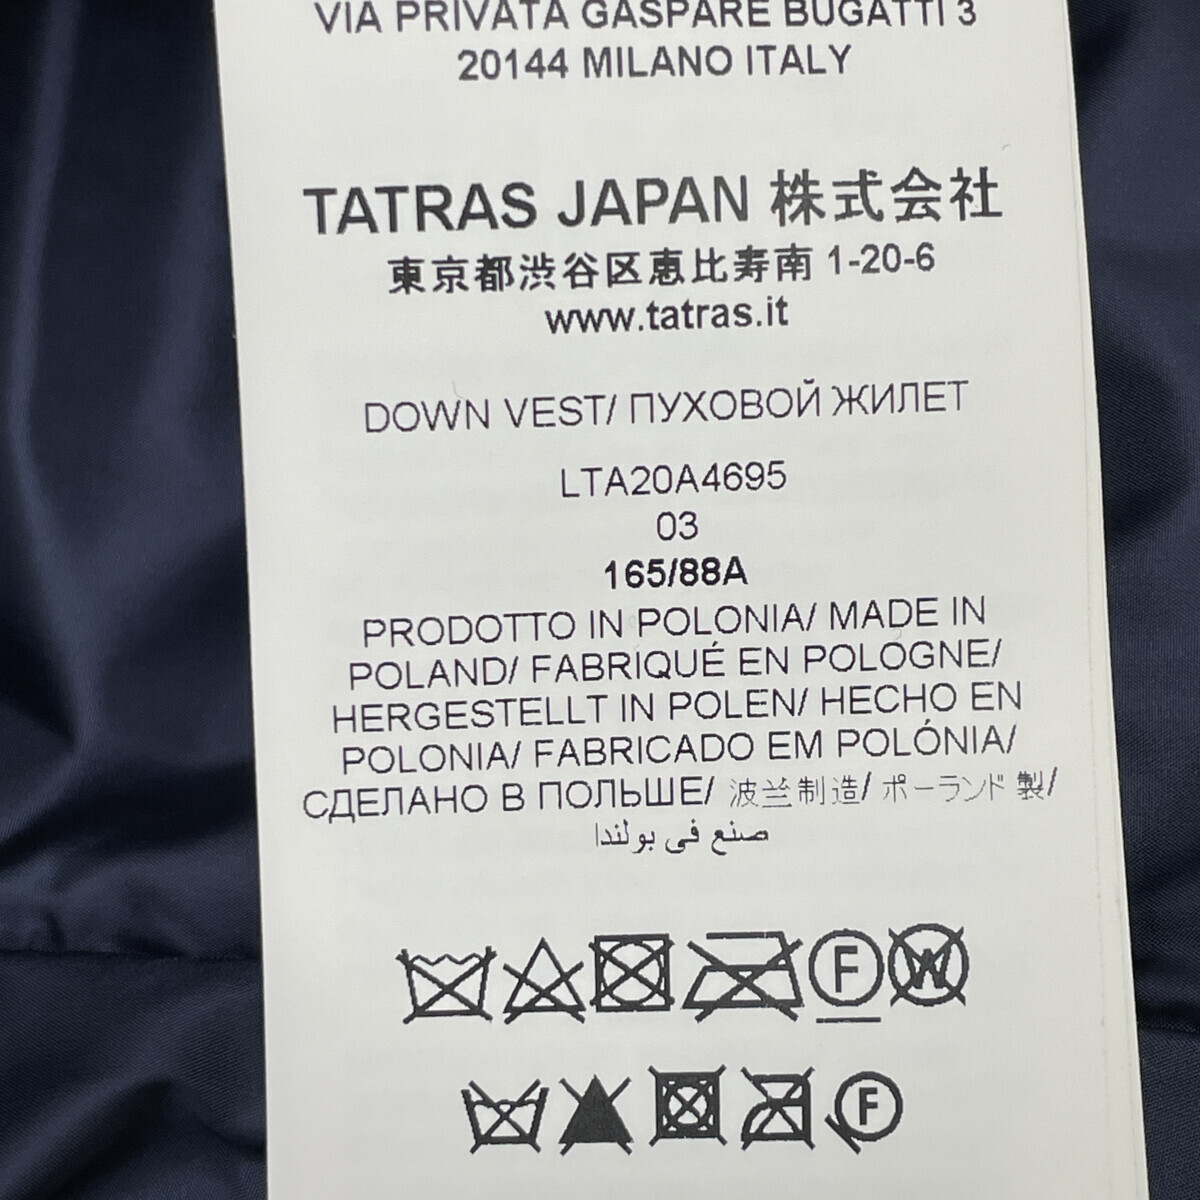 VIA PRIVATA GASPARE BUGATTI 3
20144 MILANO ITALY
TATRAS JAPAN 株式会社
東京都渋谷区恵比寿南 1-20-6
www.tatras.it
DOWN VEST/ ПУХОВОЙ ЖИЛЕТ
LTA20A4695
03
165/88A
PRODOTTO IN POLONIA/ MADE IN
POLAND/ FABRIQUÉ EN POLOGNE/
HERGESTELLT IN POLEN/ HECHO EN
POLONIA/ FABRICADO EM POLÓNIA/
СДЕЛАНО В ПОЛЬШЕ/ 波兰制造/ ポーランド 製/
صنع في بولندا
F W
F